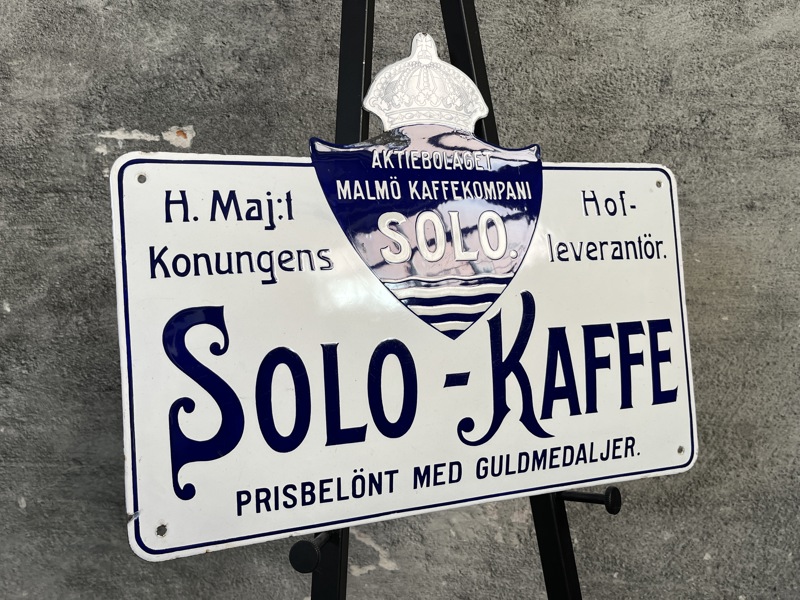 AKTIEBOLAGET
MALMÖ KAFFEKOMPANI
SOLO.
H. Maj:t
Konungens
Hof-
leverantör.
SOLO-KAFFE
PRISBELÖNT MED GULDMEDALJER.